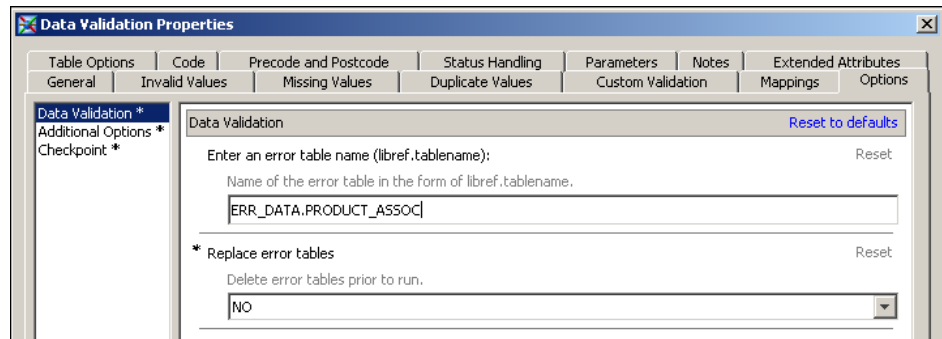 Data Validation Properties
Table Options Code Precode and Postcode Status Handling Parameters Notes Extended Attributes
General Invalid Values Missing Values Duplicate Values Custom Validation Mappings Options
Data Validation *
Additional Options *
Checkpoint *
Data Validation Reset to defaults
Enter an error table name (libref.tablename): Reset
Name of the error table in the form of libref.tablename.
ERR_DATA.PRODUCT_ASSOC
* Replace error tables Reset
Delete error tables prior to run.
NO